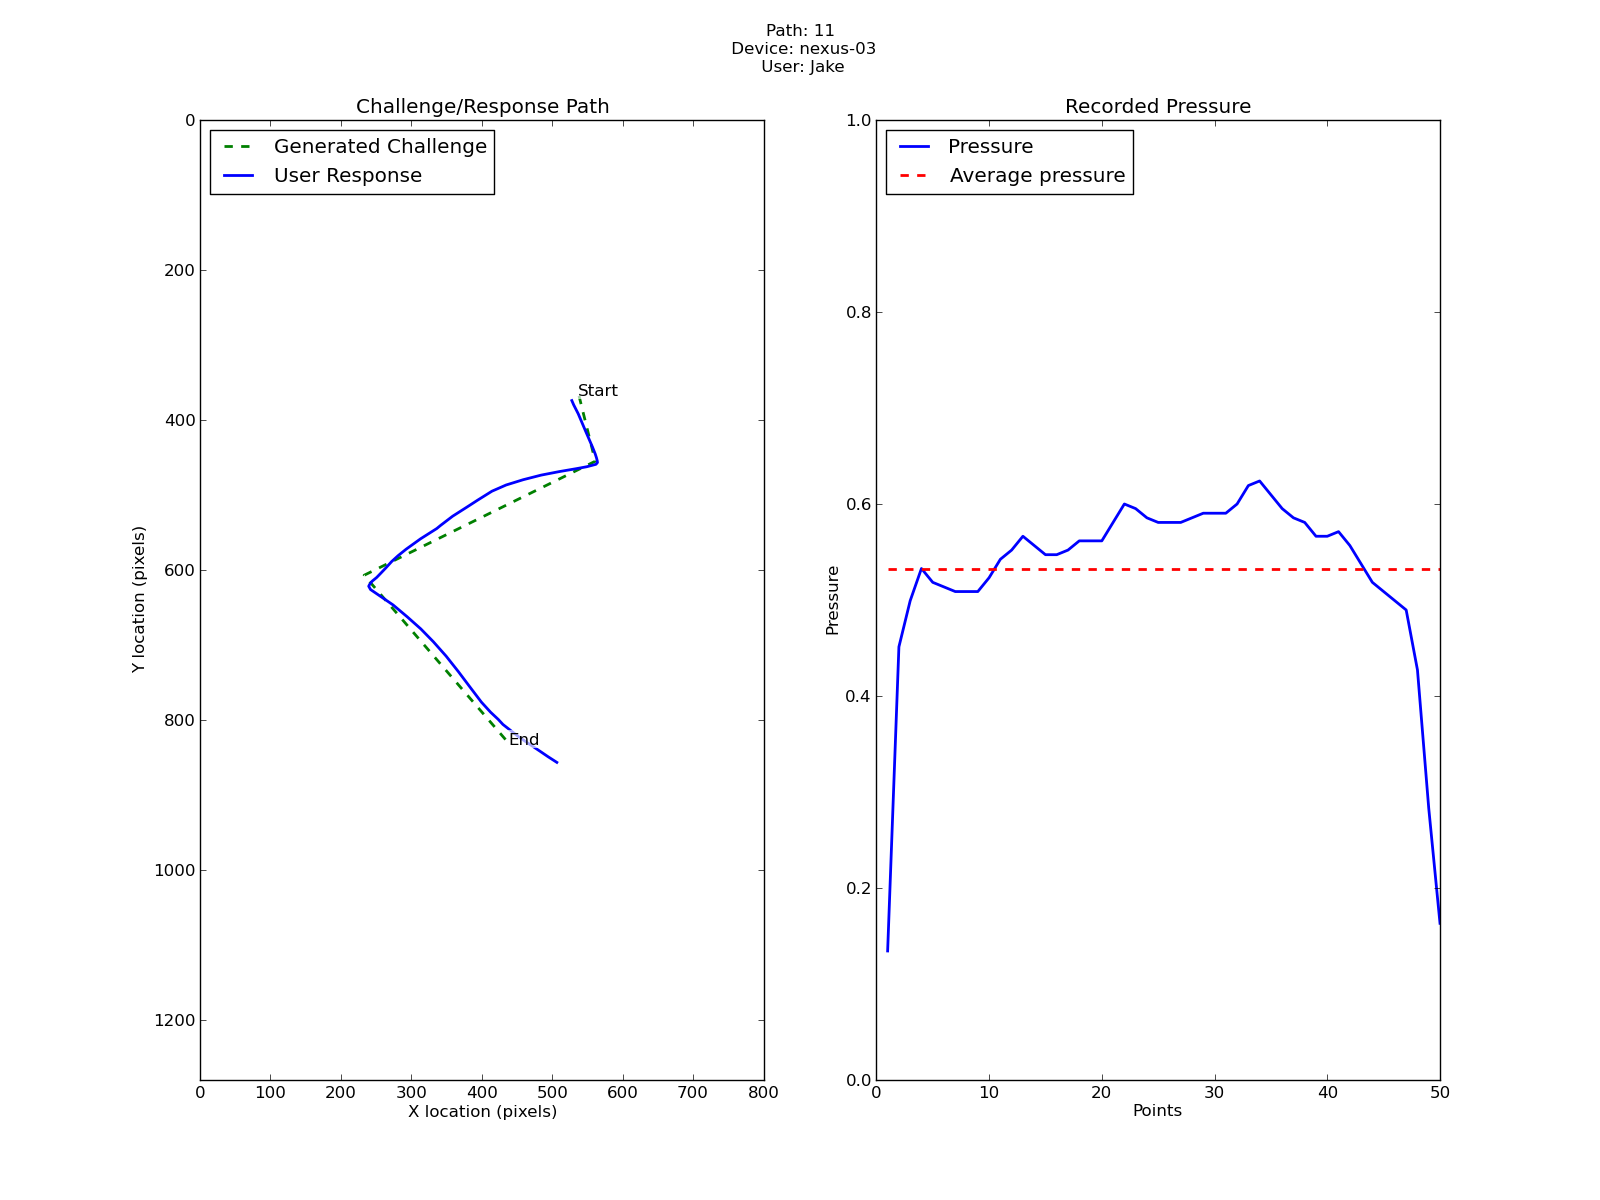 Path: 11
Device: nexus-03
User: Jake
Challenge/Response Path
Generated Challenge
User Response
Start
End
0
200
400
600
800
1000
1200
Y location (pixels)
0 100 200 300 400 500 600 700 800
X location (pixels)
Recorded Pressure
Pressure
Average pressure
1.0
0.8
0.6
0.4
0.2
0.0
Pressure
0 10 20 30 40 50
Points